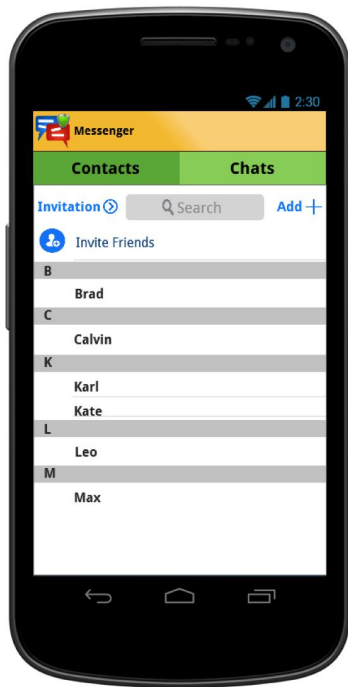 2:30
Messenger
Contacts Chats
Invitation Search Add
Invite Friends
B
Brad
C
Calvin
K
Karl
Kate
L
Leo
M
Max